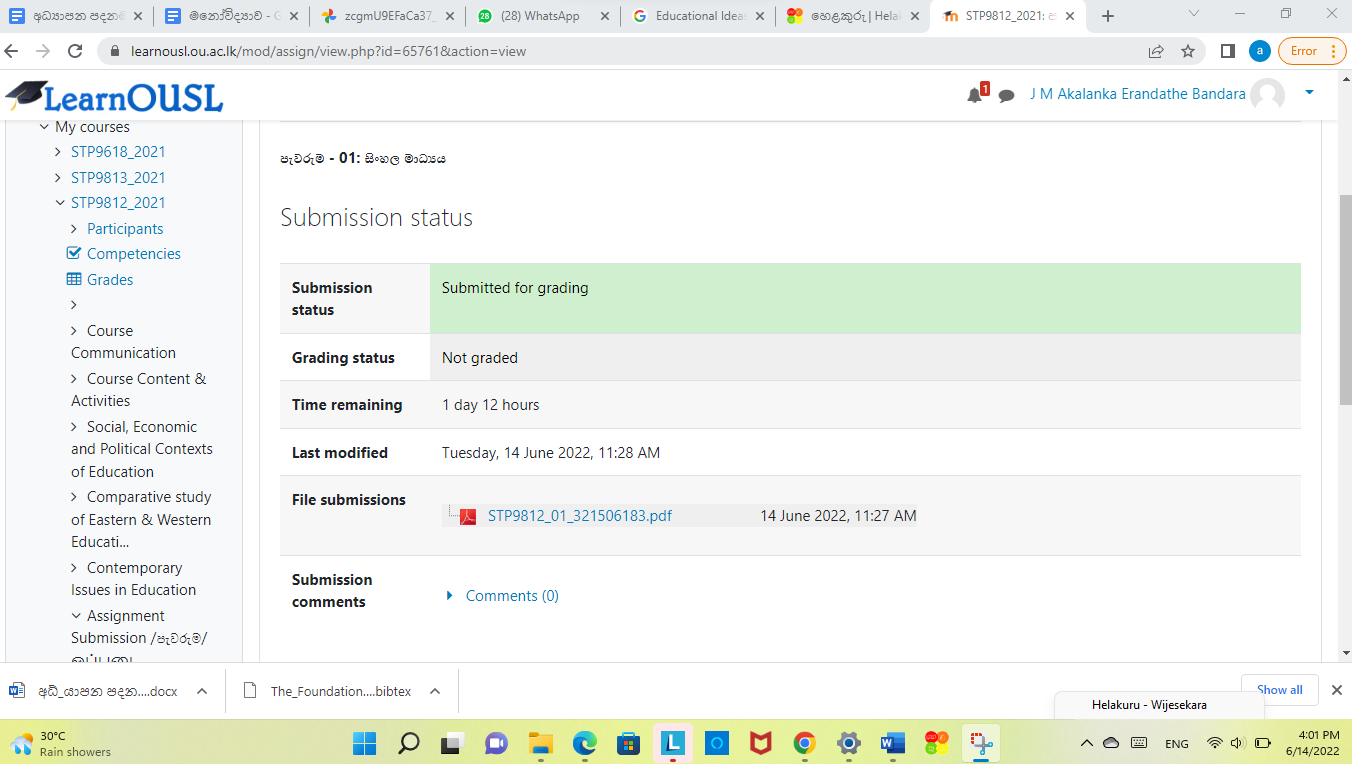 අධ්‍යාපන පදනම
මනෝවිද්‍යාව - G
zcgmU9EFaCa37_
(28) WhatsApp
Educational Idea
හෙළකුරු | Hela
STP9812_2021:
learnousl.ou.ac.lk/mod/assign/view.php?id=65761&action=view
a
Error
LearnOUSL
1
J M Akalanka Erandathe Bandara
My courses
STP9618_2021
STP9813_2021
STP9812_2021
Participants
Competencies
Grades
Course
Communication
Course Content &
Activities
Social, Economic
and Political Contexts
of Education
Comparative study
of Eastern & Western
Educati...
Contemporary
Issues in Education
Assignment
Submission /පැවරුම/
ஒப்படை
පැවරුම - 01: සිංහල මාධ්‍යය
Submission status
Submission status
Submitted for grading
Grading status
Not graded
Time remaining
1 day 12 hours
Last modified
Tuesday, 14 June 2022, 11:28 AM
File submissions
STP9812_01_321506183.pdf
14 June 2022, 11:27 AM
Submission comments
Comments (0)
අධ්_යාපන පදන....docx
The_Foundation....bibtex
Show all
Helakuru - Wijesekara
30°C
Rain showers
ENG
4:01 PM
6/14/2022